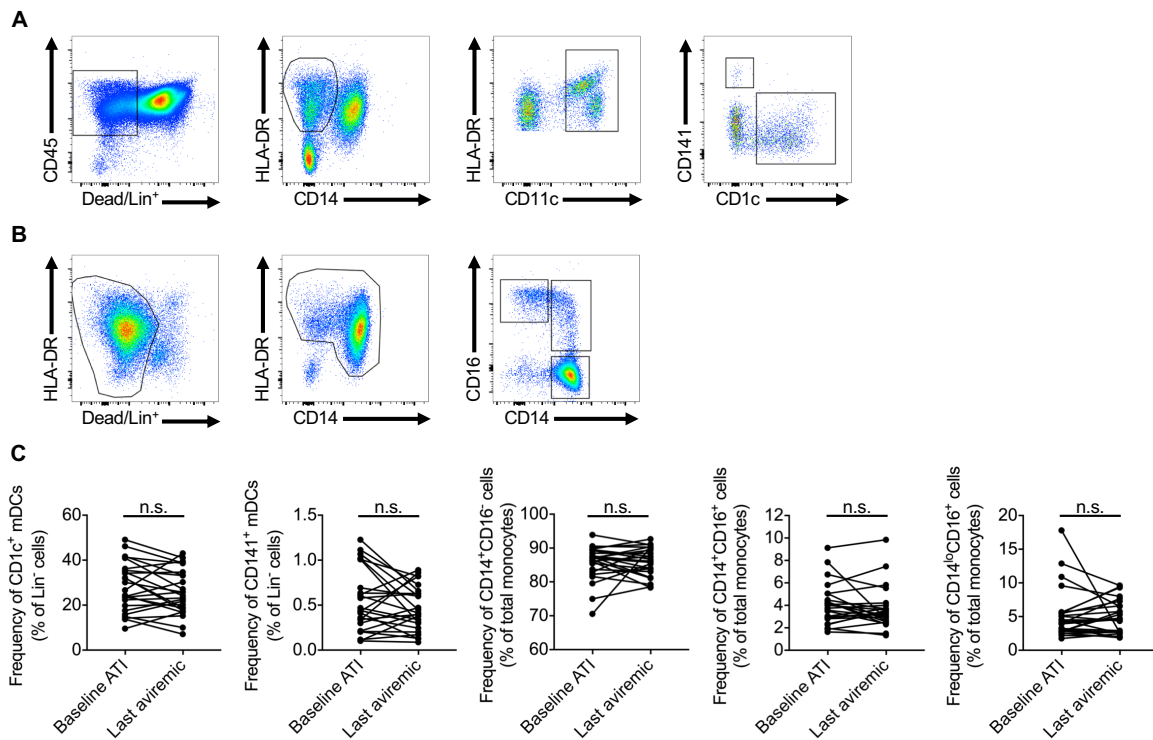 A
CD45
Dead/Lin+
HLA-DR
CD14
HLA-DR
CD11c
CD141
CD1c
B
HLA-DR
Dead/Lin+
HLA-DR
CD14
CD16
CD14
C
Frequency of CD1c+ mDCs
(% of Lin- cells)
60
40
20
0
n.s.
Baseline ATI
Last aviremic
Frequency of CD141+ mDCs
(% of Lin- cells)
1.5
1.0
0.5
0.0
n.s.
Baseline ATI
Last aviremic
Frequency of CD14+CD16- cells
(% of total monocytes)
100
90
80
70
60
n.s.
Baseline ATI
Last aviremic
Frequency of CD14+CD16+ cells
(% of total monocytes)
12
10
8
6
4
2
0
n.s.
Baseline ATI
Last aviremic
Frequency of CD14loCD16+ cells
(% of total monocytes)
20
15
10
5
0
n.s.
Baseline ATI
Last aviremic